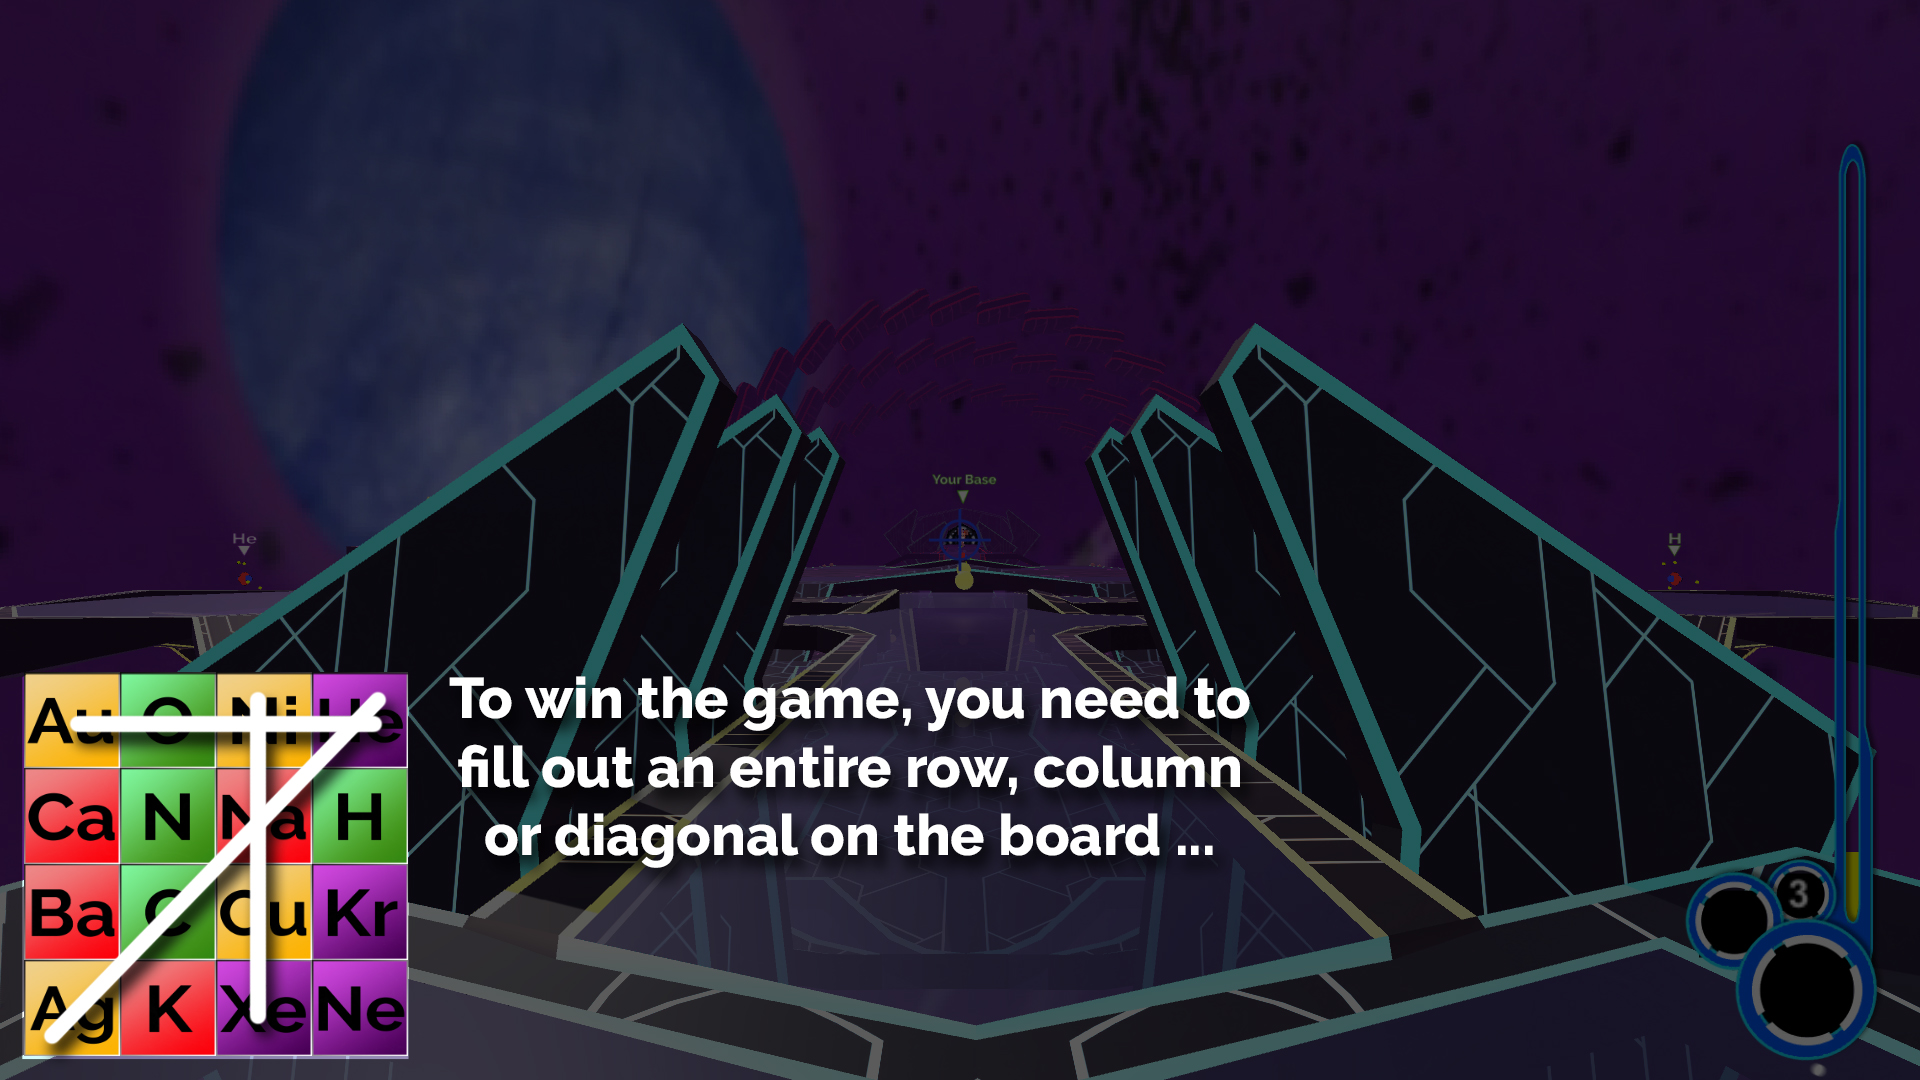 Your Base
He
H
Au O Ni He
Ca N Na H
Ba C Cu Kr
Ag K Xe Ne
To win the game, you need to
fill out an entire row, column
or diagonal on the board ...
3